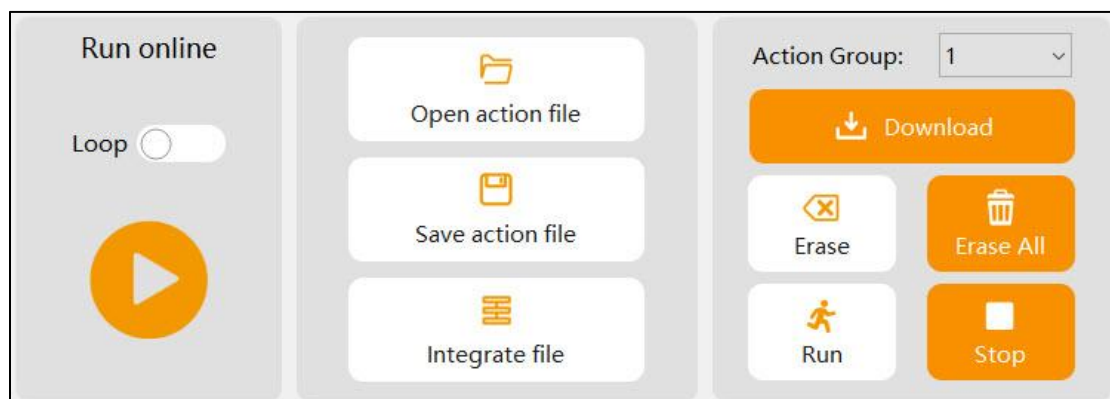 Run online
Loop
Open action file
Save action file
Integrate file
Action Group: 1
Download
Erase
Erase All
Run
Stop